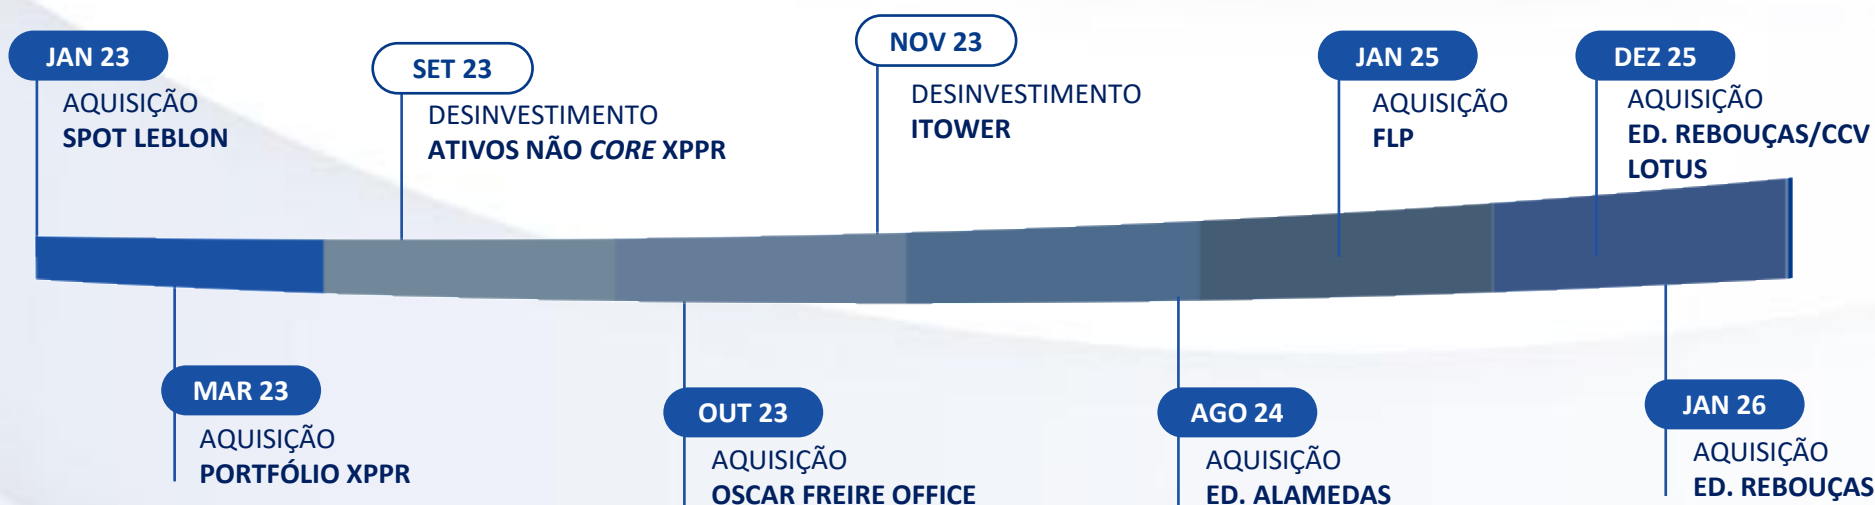 JAN 23
AQUISIÇÃO
SPOT LEBLON
MAR 23
AQUISIÇÃO
PORTFÓLIO XPPR
SET 23
DESINVESTIMENTO
ATIVOS NÃO CORE XPPR
OUT 23
AQUISIÇÃO
OSCAR FREIRE OFFICE
NOV 23
DESINVESTIMENTO
ITOWER
AGO 24
AQUISIÇÃO
ED. ALAMEDAS
JAN 25
AQUISIÇÃO
FLP
DEZ 25
AQUISIÇÃO
ED. REBOUÇAS/CCV
LOTUS
JAN 26
AQUISIÇÃO
ED. REBOUÇAS